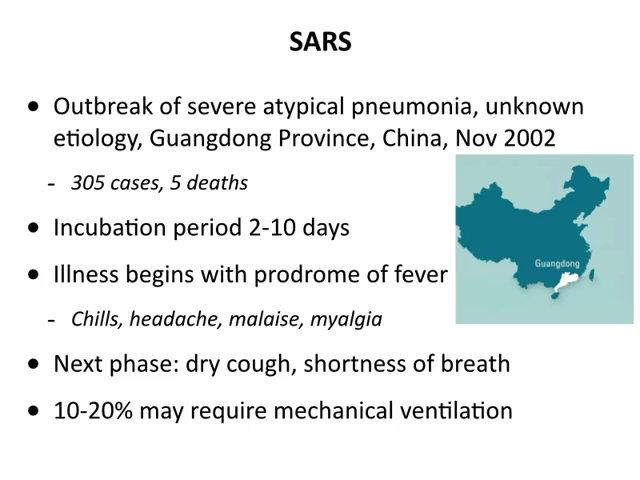 SARS
• Outbreak of severe atypical pneumonia, unknown
etiology, Guangdong Province, China, Nov 2002
- 305 cases, 5 deaths
• Incubation period 2-10 days
Guangdong
• Illness begins with prodrome of fever
- Chills, headache, malaise, myalgia
• Next phase: dry cough, shortness of breath
• 10-20% may require mechanical ventilation